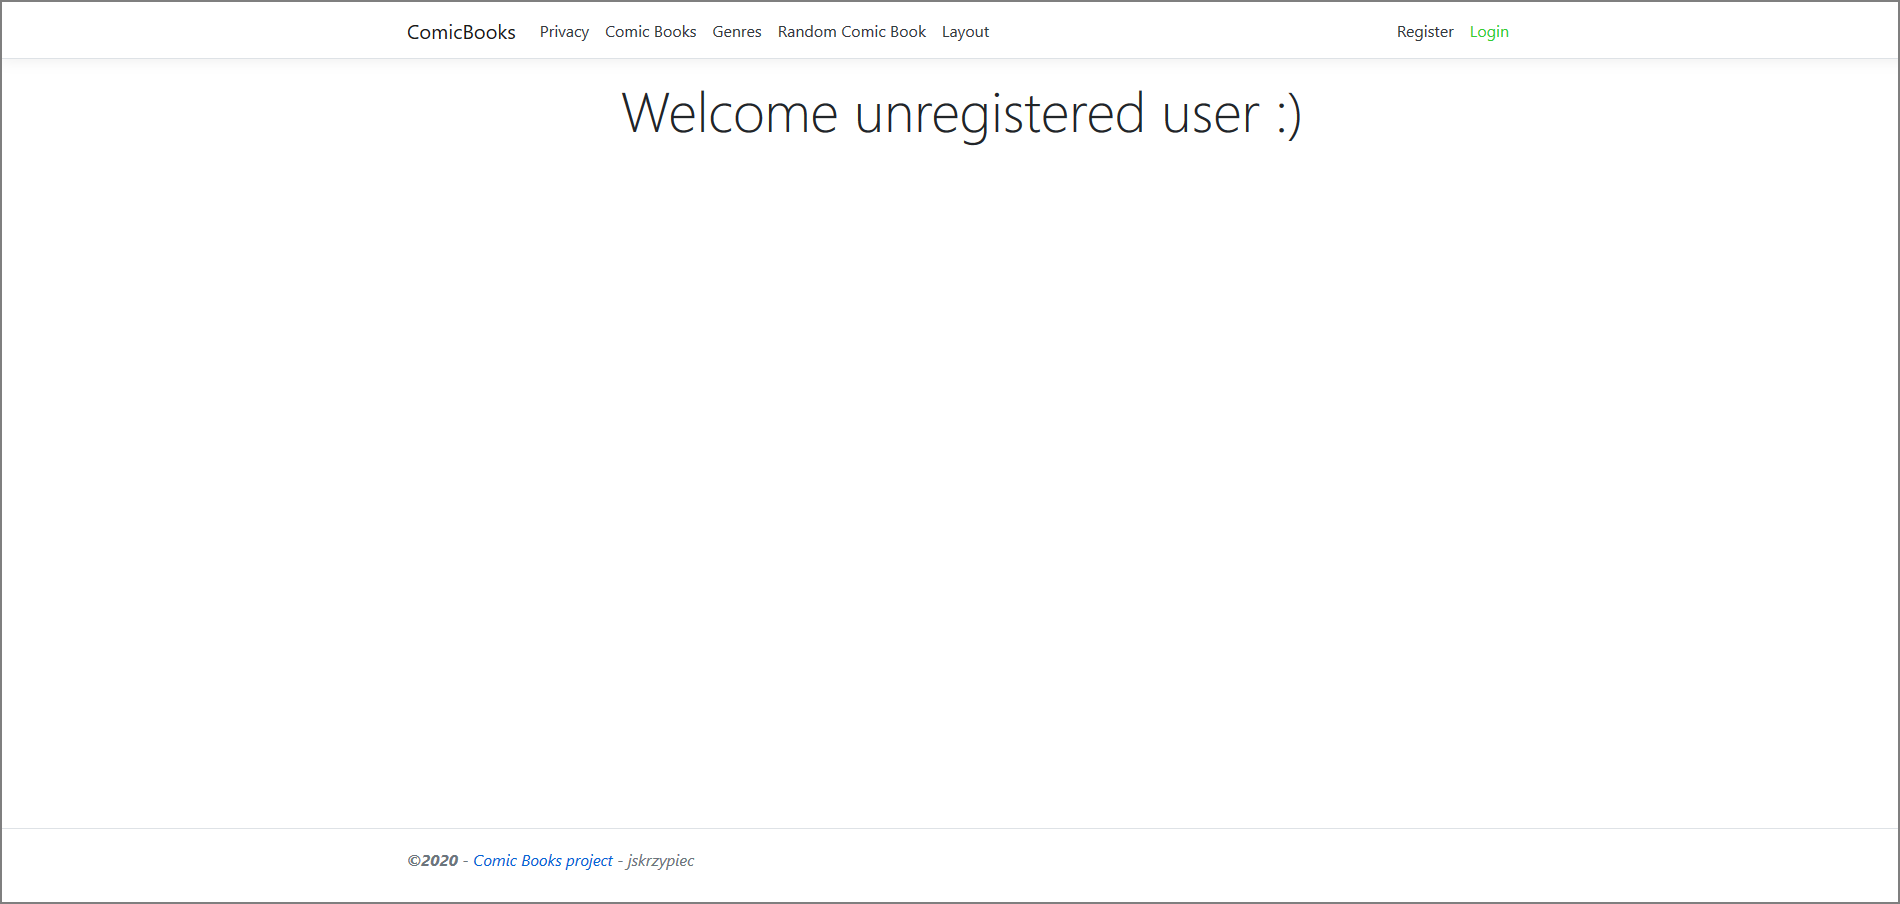 ComicBooks Privacy Comic Books Genres Random Comic Book Layout Register Login
Welcome unregistered user :)
©2020 - Comic Books project - jskrzypiec